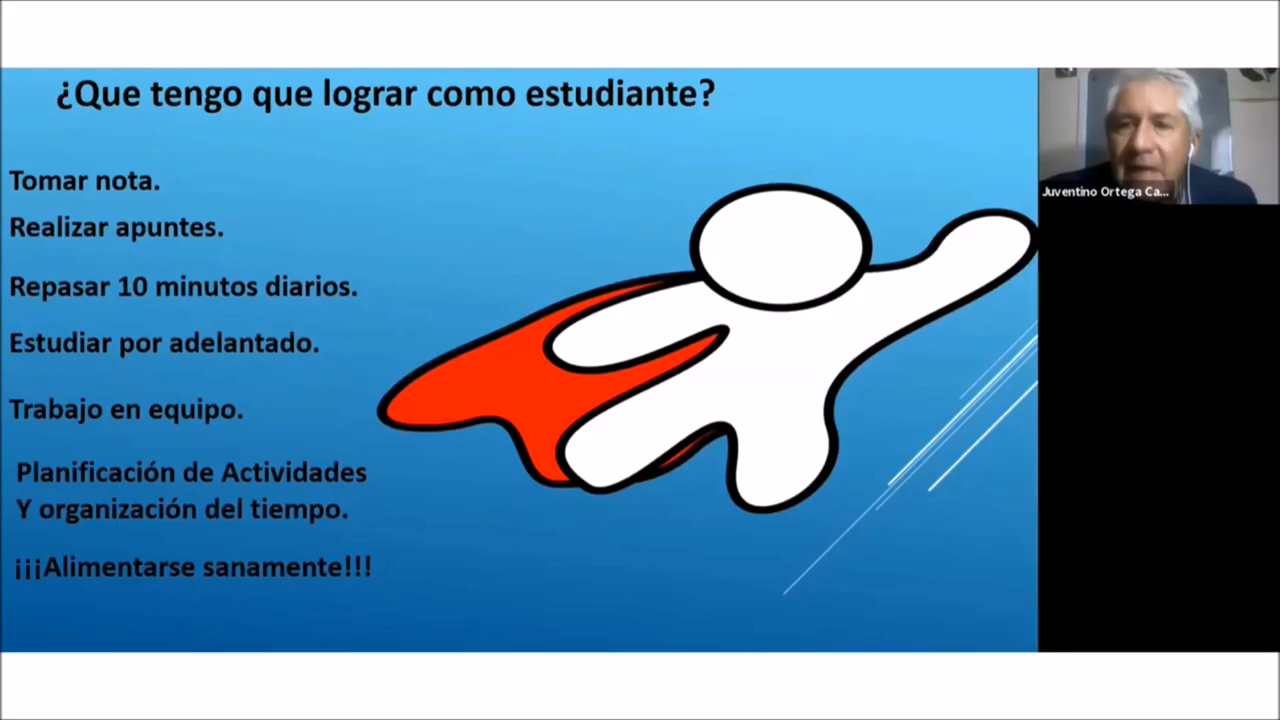 ¿Que tengo que lograr como estudiante?
Tomar nota.
Realizar apuntes.
Repasar 10 minutos diarios.
Estudiar por adelantado.
Trabajo en equipo.
Planificación de Actividades
Y organización del tiempo.
¡¡¡Alimentarse sanamente!!!
Juventino Ortega Ca...